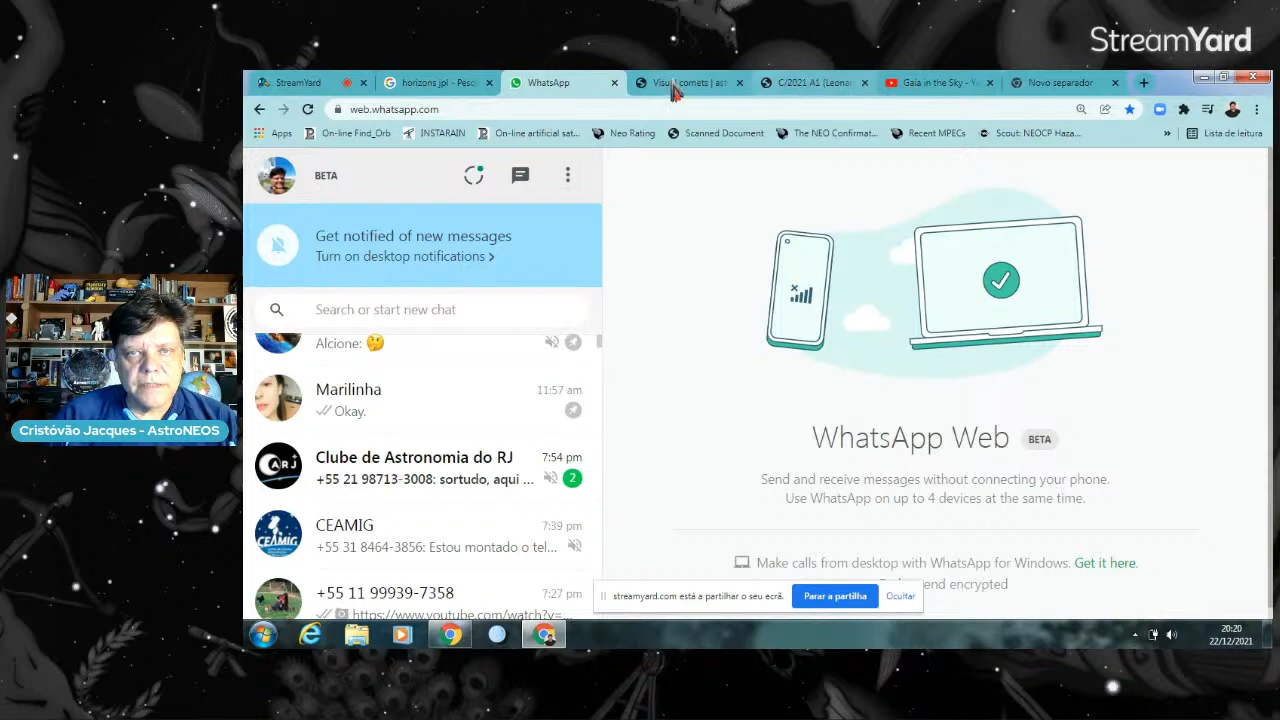 StreamYard
StreamYard
horizons jpl - Pesq
WhatsApp
Visual comets | ast
C/2021 A1 (Leonar
Gaia in the Sky - Y
Novo separador
web.whatsapp.com
Apps
On-line Find_Orb
INSTARAIN
On-line artificial sat...
Neo Rating
Scanned Document
The NEO Confirmat...
Recent MPECs
Scout: NEOCP Haza...
»
Lista de leitura
BETA
Get notified of new messages
Turn on desktop notifications >
Search or start new chat
Alcione: 🤔
Marilinha
11:57 am
Okay.
Clube de Astronomia do RJ
7:54 pm
+55 21 98713-3008: sortudo, aqui ...
2
CEAMIG
7:39 pm
+55 31 8464-3856: Estou montado o tel...
+55 11 99939-7358
7:27 pm
https://www.youtube.com/watch?v=...
WhatsApp Web BETA
Send and receive messages without connecting your phone.
Use WhatsApp on up to 4 devices at the same time.
Make calls from desktop with WhatsApp for Windows. Get it here.
end encrypted
streamyard.com está a partilhar o seu ecrã.
Parar a partilha
Ocultar
Cristóvão Jacques - AstroNEOS
20:20
22/12/2021